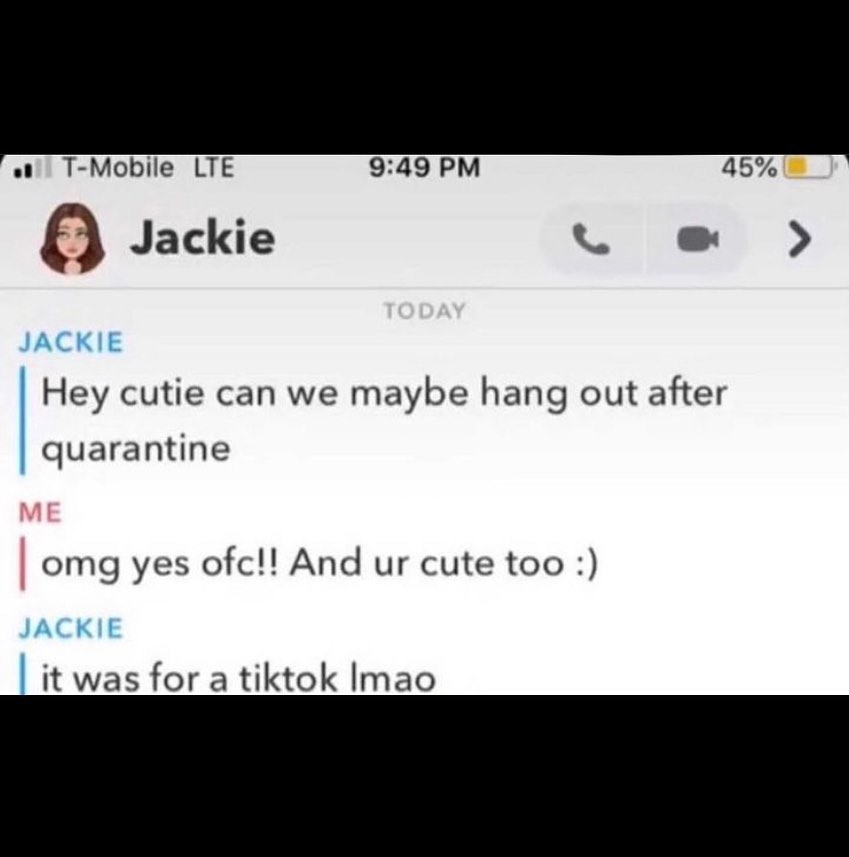 T-Mobile LTE 9:49 PM 45%
Jackie
TODAY
JACKIE
Hey cutie can we maybe hang out after
quarantine
ME
omg yes ofc!! And ur cute too :)
JACKIE
it was for a tiktok lmao